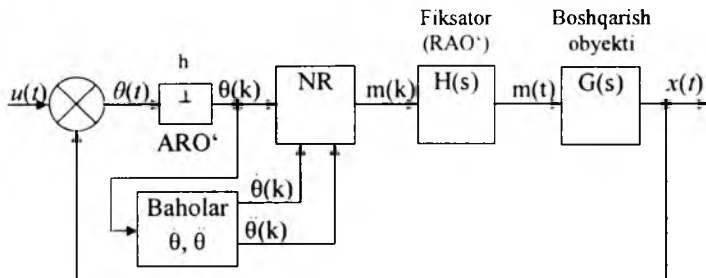 Fiksator
(RAO‘)
Boshqarish
obyekti
u(t)
θ(t)
h
⊥
ARO‘
θ(k)
NR
m(k)
H(s)
m(t)
G(s)
x(t)
Baholar
θ̇, θ̈
θ̇(k)
θ̈(k)